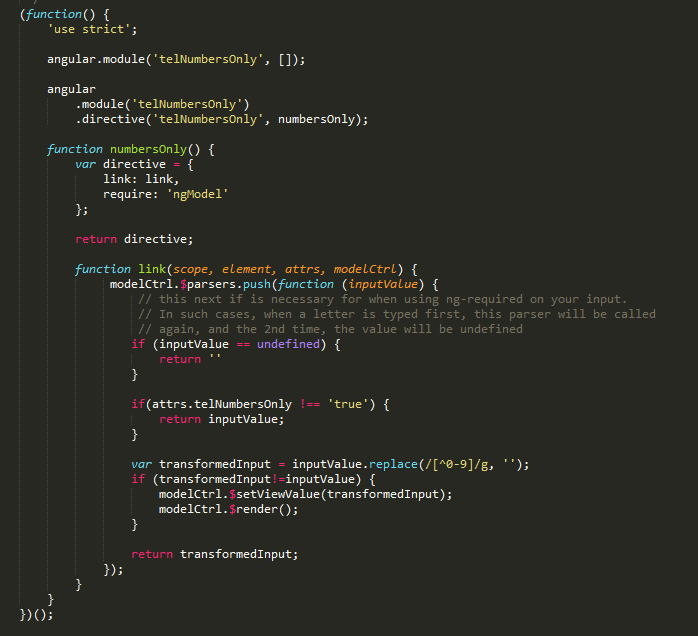 (function() {
'use strict';
angular.module('telNumbersOnly', []);
angular
.module('telNumbersOnly')
.directive('telNumbersOnly', numbersOnly);
function numbersOnly() {
var directive = {
link: link,
require: 'ngModel'
};
return directive;
function link(scope, element, attrs, modelCtrl) {
modelCtrl.$parsers.push(function (inputValue) {
// this next if is necessary for when using ng-required on your input.
// In such cases, when a letter is typed first, this parser will be called
// again, and the 2nd time, the value will be undefined
if (inputValue == undefined) {
return ''
}
if(attrs.telNumbersOnly !== 'true') {
return inputValue;
}
var transformedInput = inputValue.replace(/[^0-9]/g, '');
if (transformedInput!=inputValue) {
modelCtrl.$setViewValue(transformedInput);
modelCtrl.$render();
}
return transformedInput;
});
}
}
})();